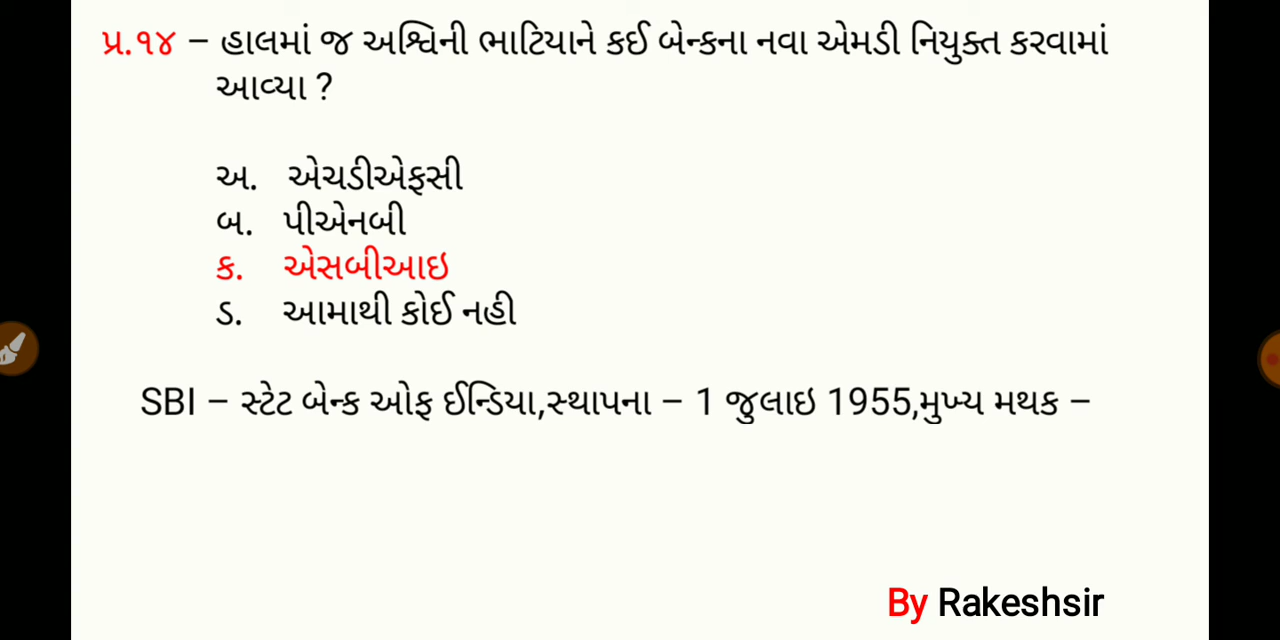 પ્ર.૧૪ – હાલમાં જ અશ્વિની ભાટિયાને કઈ બેન્કના નવા એમડી નિયુક્ત કરવામાં
આવ્યા ?
અ. એચડીએફસી
બ. પીએનબી
ક. એસબીઆઇ
ડ. આમાથી કોઈ નહી
SBI – સ્ટેટ બેન્ક ઓફ ઈન્ડિયા,સ્થાપના – 1 જુલાઇ 1955,મુખ્ય મથક –
By Rakeshsir